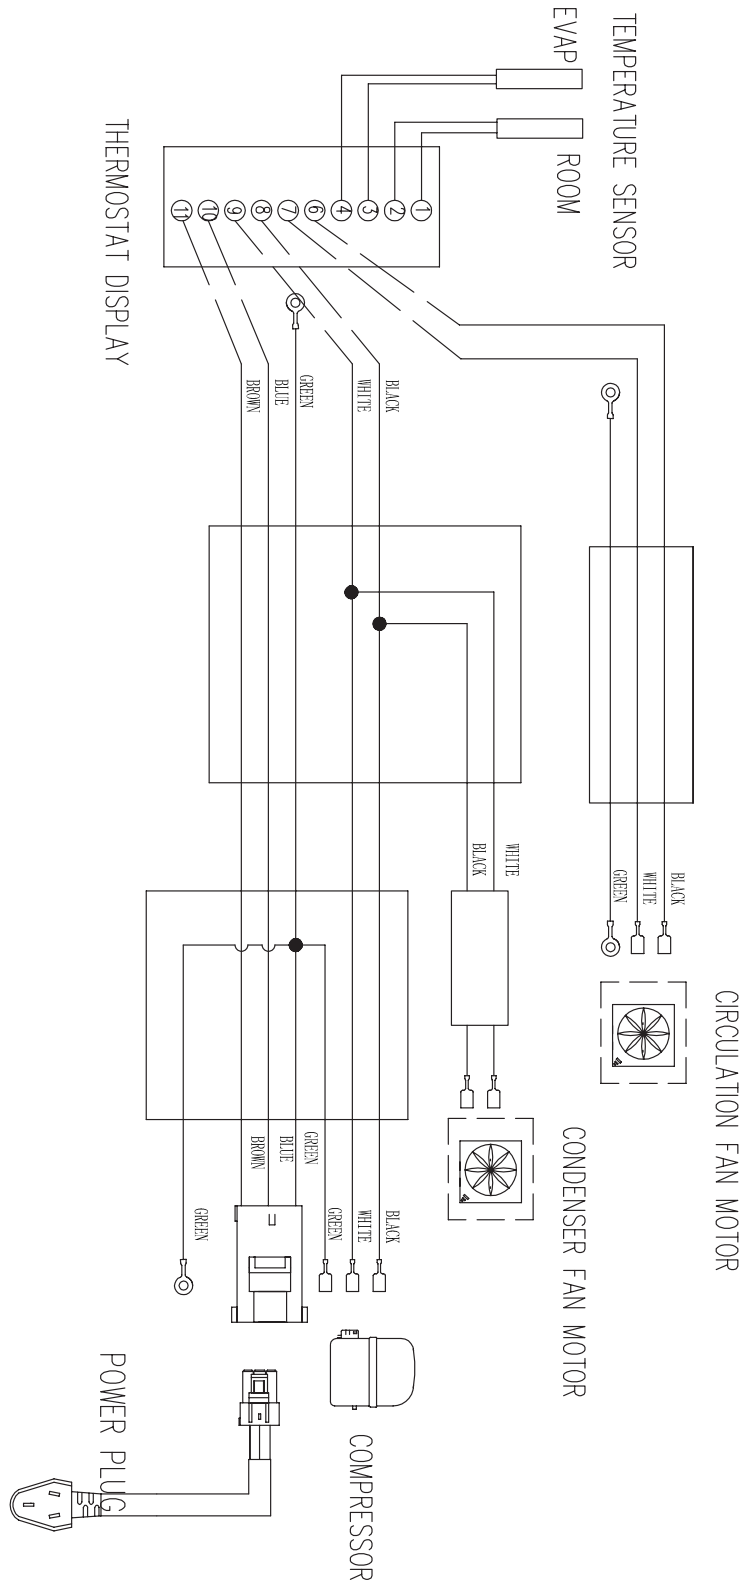 TEMPERATURE SENSOR
EVAP
ROOM
THERMOSTAT DISPLAY
11
10
9
8
7
6
4
3
2
1
BROWN
BLUE
GREEN
WHITE
BLACK
BLACK
WHITE
GREEN
WHITE
BLACK
CIRCULATION FAN MOTOR
CONDENSER FAN MOTOR
BROWN
BLUE
GREEN
GREEN
GREEN
WHITE
BLACK
COMPRESSOR
POWER PLUG